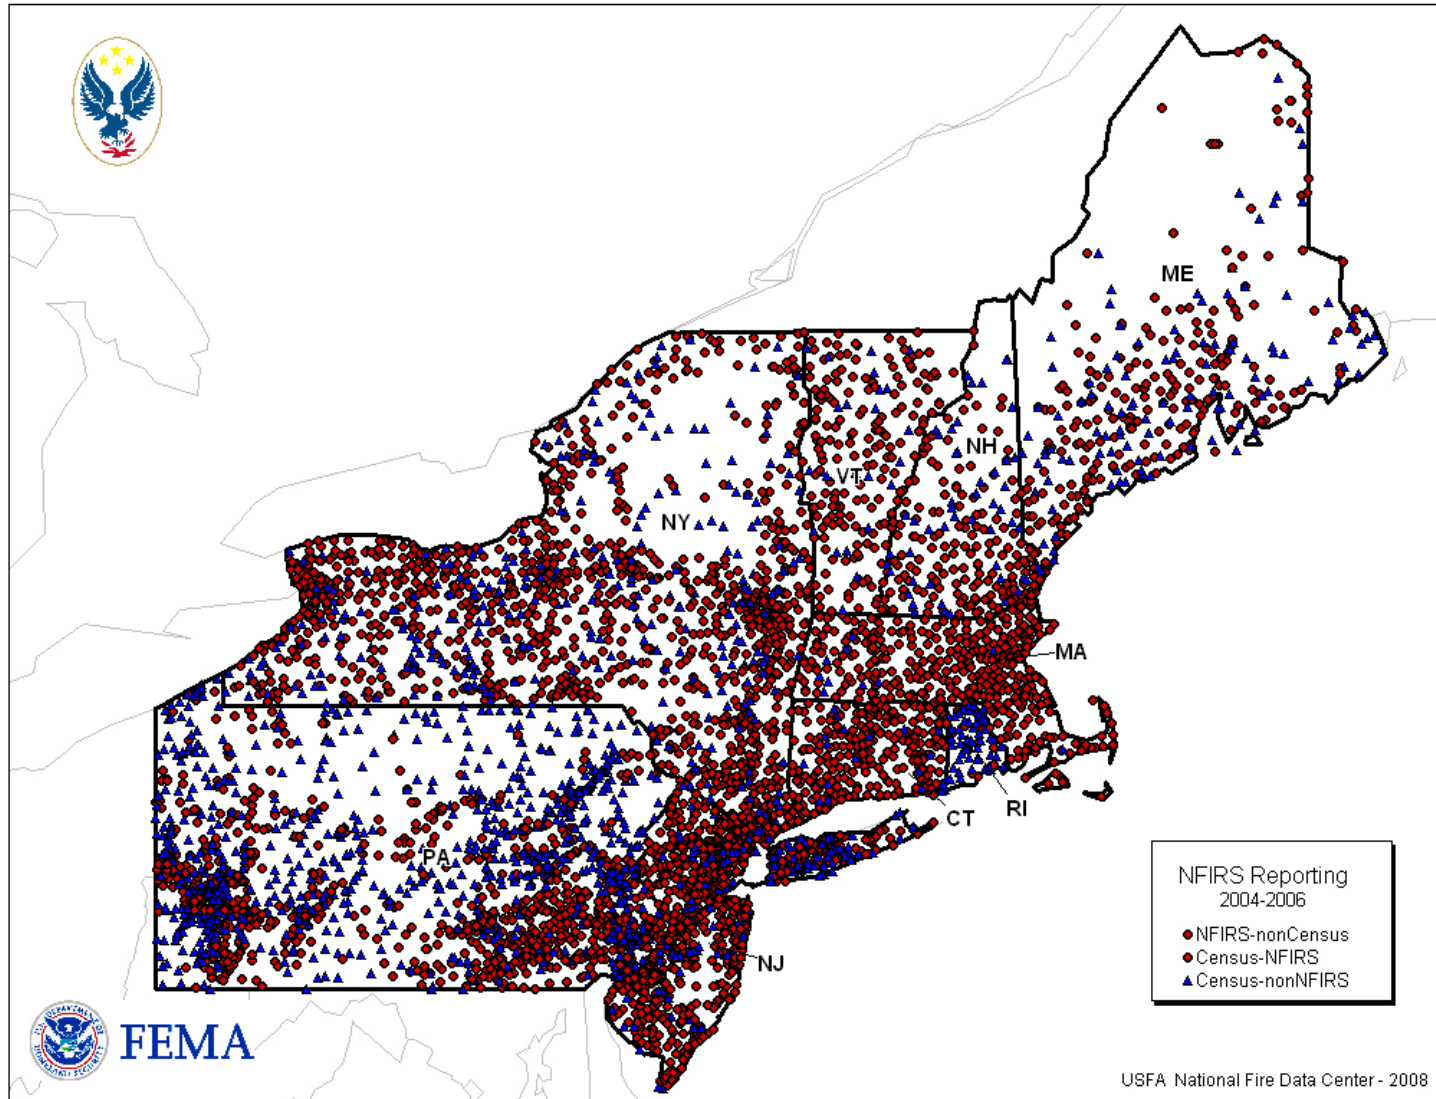 ME
NH
VT
NY
MA
RI
CT
PA
NJ
NFIRS Reporting
2004-2006
NFIRS-nonCensus
Census-NFIRS
Census-nonNFIRS
FEMA
USFA National Fire Data Center - 2008